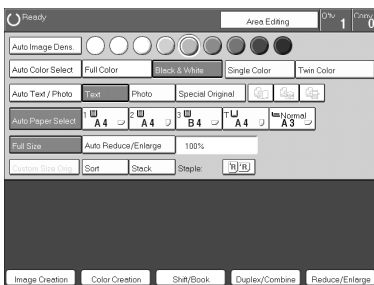 Ready Area Editing Qty 1 Copy 0
Auto Image Dens.
Auto Color Select Full Color Black & White Single Color Twin Color
Auto Text / Photo Text Photo Special Original
Auto Paper Select 1 A4 2 A4 3 B4 T A4 Normal A3
Full Size Auto Reduce/Enlarge 100%
Custom Size Orig. Sort Stack Staple: R R
Image Creation Color Creation Shift/Book Duplex/Combine Reduce/Enlarge